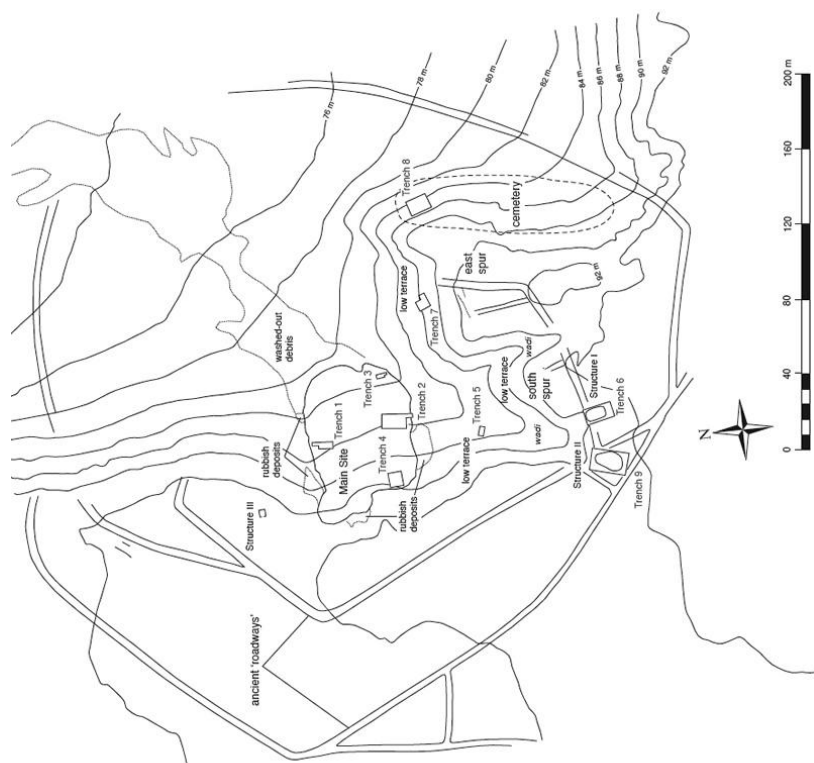 76 m
78 m
80 m
82 m
84 m
86 m
88 m
90 m
92 m
200 m
160
120
80
40
0
N
Trench 8
cemetery
low terrace
east
spur
92 m
Trench 7
washed-out
debris
Trench 3
wadi
low terrace
south
spur
Structure I
Trench 6
Trench 1
Trench 2
Trench 5
Trench 4
Main Site
rubbish
deposits
wadi
low terrace
Structure II
Trench 9
rubbish
deposits
Structure III
ancient 'roadways'